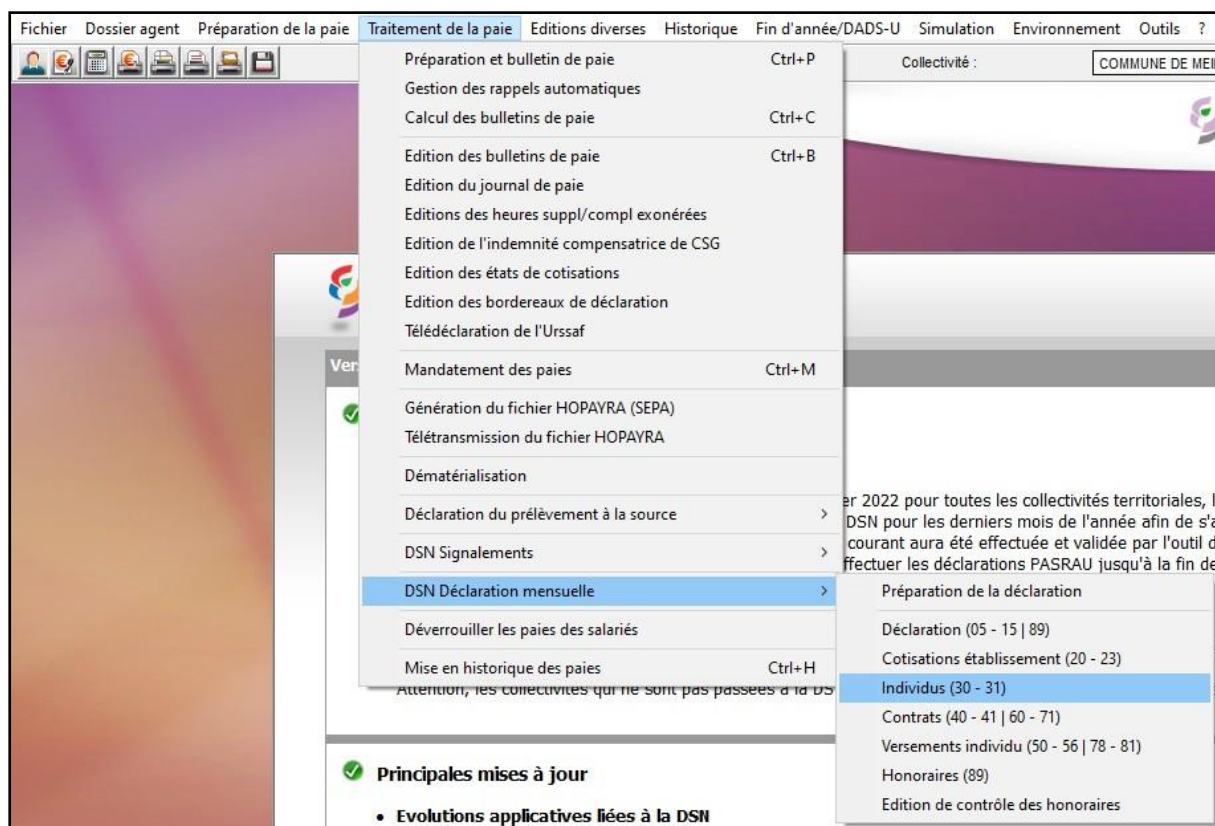 Fichier Dossier agent Préparation de la paie Traitement de la paie Editions diverses Historique Fin d'année/DADS-U Simulation Environnement Outils ?
Collectivité : COMMUNE DE
Préparation et bulletin de paie Ctrl+P
Gestion des rappels automatiques
Calcul des bulletins de paie Ctrl+C
Edition des bulletins de paie Ctrl+B
Edition du journal de paie
Editions des heures suppl/compl exonérées
Edition de l'indemnité compensatrice de CSG
Edition des états de cotisations
Edition des bordereaux de déclaration
Télédéclaration de l'Urssaf
Ver
Mandatement des paies Ctrl+M
Génération du fichier HOPAYRA (SEPA)
Télétransmission du fichier HOPAYRA
Dématérialisation
er 2022 pour toutes les collectivités territoriales, l
Déclaration du prélèvement à la source >
DSN pour les derniers mois de l'année afin de s'a
courant aura été effectuée et validée par l'outil d
DSN Signalements >
ffectuer les déclarations PASRAU jusqu'à la fin de
DSN Déclaration mensuelle >
Préparation de la déclaration
Déverrouiller les paies des salariés
Déclaration (05 - 15 | 89)
Cotisations établissement (20 - 23)
Mise en historique des paies Ctrl+H
Attention, les collectivités qui ne sont pas passées à la DS
Individus (30 - 31)
Contrats (40 - 41 | 60 - 71)
Versements individu (50 - 56 | 78 - 81)
Honoraires (89)
Edition de contrôle des honoraires
Principales mises à jour
• Evolutions applicatives liées à la DSN